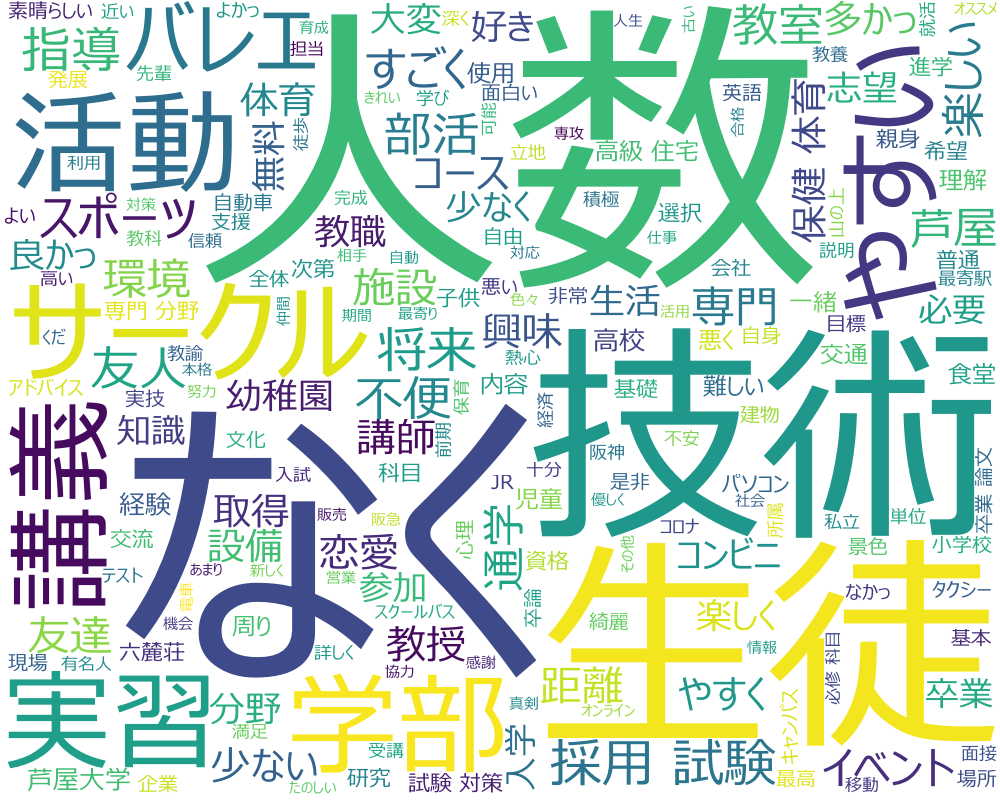 素晴らしい
近い
よかっ
育成
深く
人生
就活
オススメ
指導
バレエ
大変
好き
教室
多かっ
担当
発展
先輩
すごく
使用
教養
進学
人数
きれい
体育
学び
面白い
可能
英語
志望
楽しい
活動
利用
無料
徒歩
部活
専攻
合格
保健 体育
親身
希望
立地
高級 住宅
コース
やすい
理解
完成
積極
山の上
よい
スポーツ
対策
自動車
支援
少なく
選択
芦屋
教科
信頼
教職
自由
対応
仕事
説明
普通
良かっ
相手
自動
会社
最寄駅
高い
環境
全体
次第
施設
子供
悪い
色々
非常
生活
専門
一緒
必要
専門 分野
仲間
期間
最寄り
活用
目標
サークル
将来
興味
高校
悪く
自身
くだ
友人
教諭
本格
熱心
交通
食堂
アドバイス
実技
努力
幼稚園
不便
保育
内容
基礎
難しい
技術
講義
知識
文化
講師
前期
経済
建物
なく
科目
阪神
不安
入試
JR
十分
是非
パソコン
卒業 論文
経験
取得
販売
阪急
心理
児童
優しく
社会
所属
交流
設備
恋愛
通学
コロナ
私立
単位
テスト
あまり
新しく
営業
参加
資格
その他
コンビニ
景色
小学校
電車
機会
スクールバス
卒論
生徒
なかっ
タクシー
友達
周り
綺麗
楽しく
六麓荘
教授
情報
基本
現場
有名人
詳しく
協力
感謝
必修 科目
実習
分野
学部
距離
やすく
卒業
満足
真剣
オンライン
キャンパス
少ない
受講
入学
採用 試験
イベント
面接
芦屋大学
企業
研究
試験 対策
最高
移動
場所
たのしい